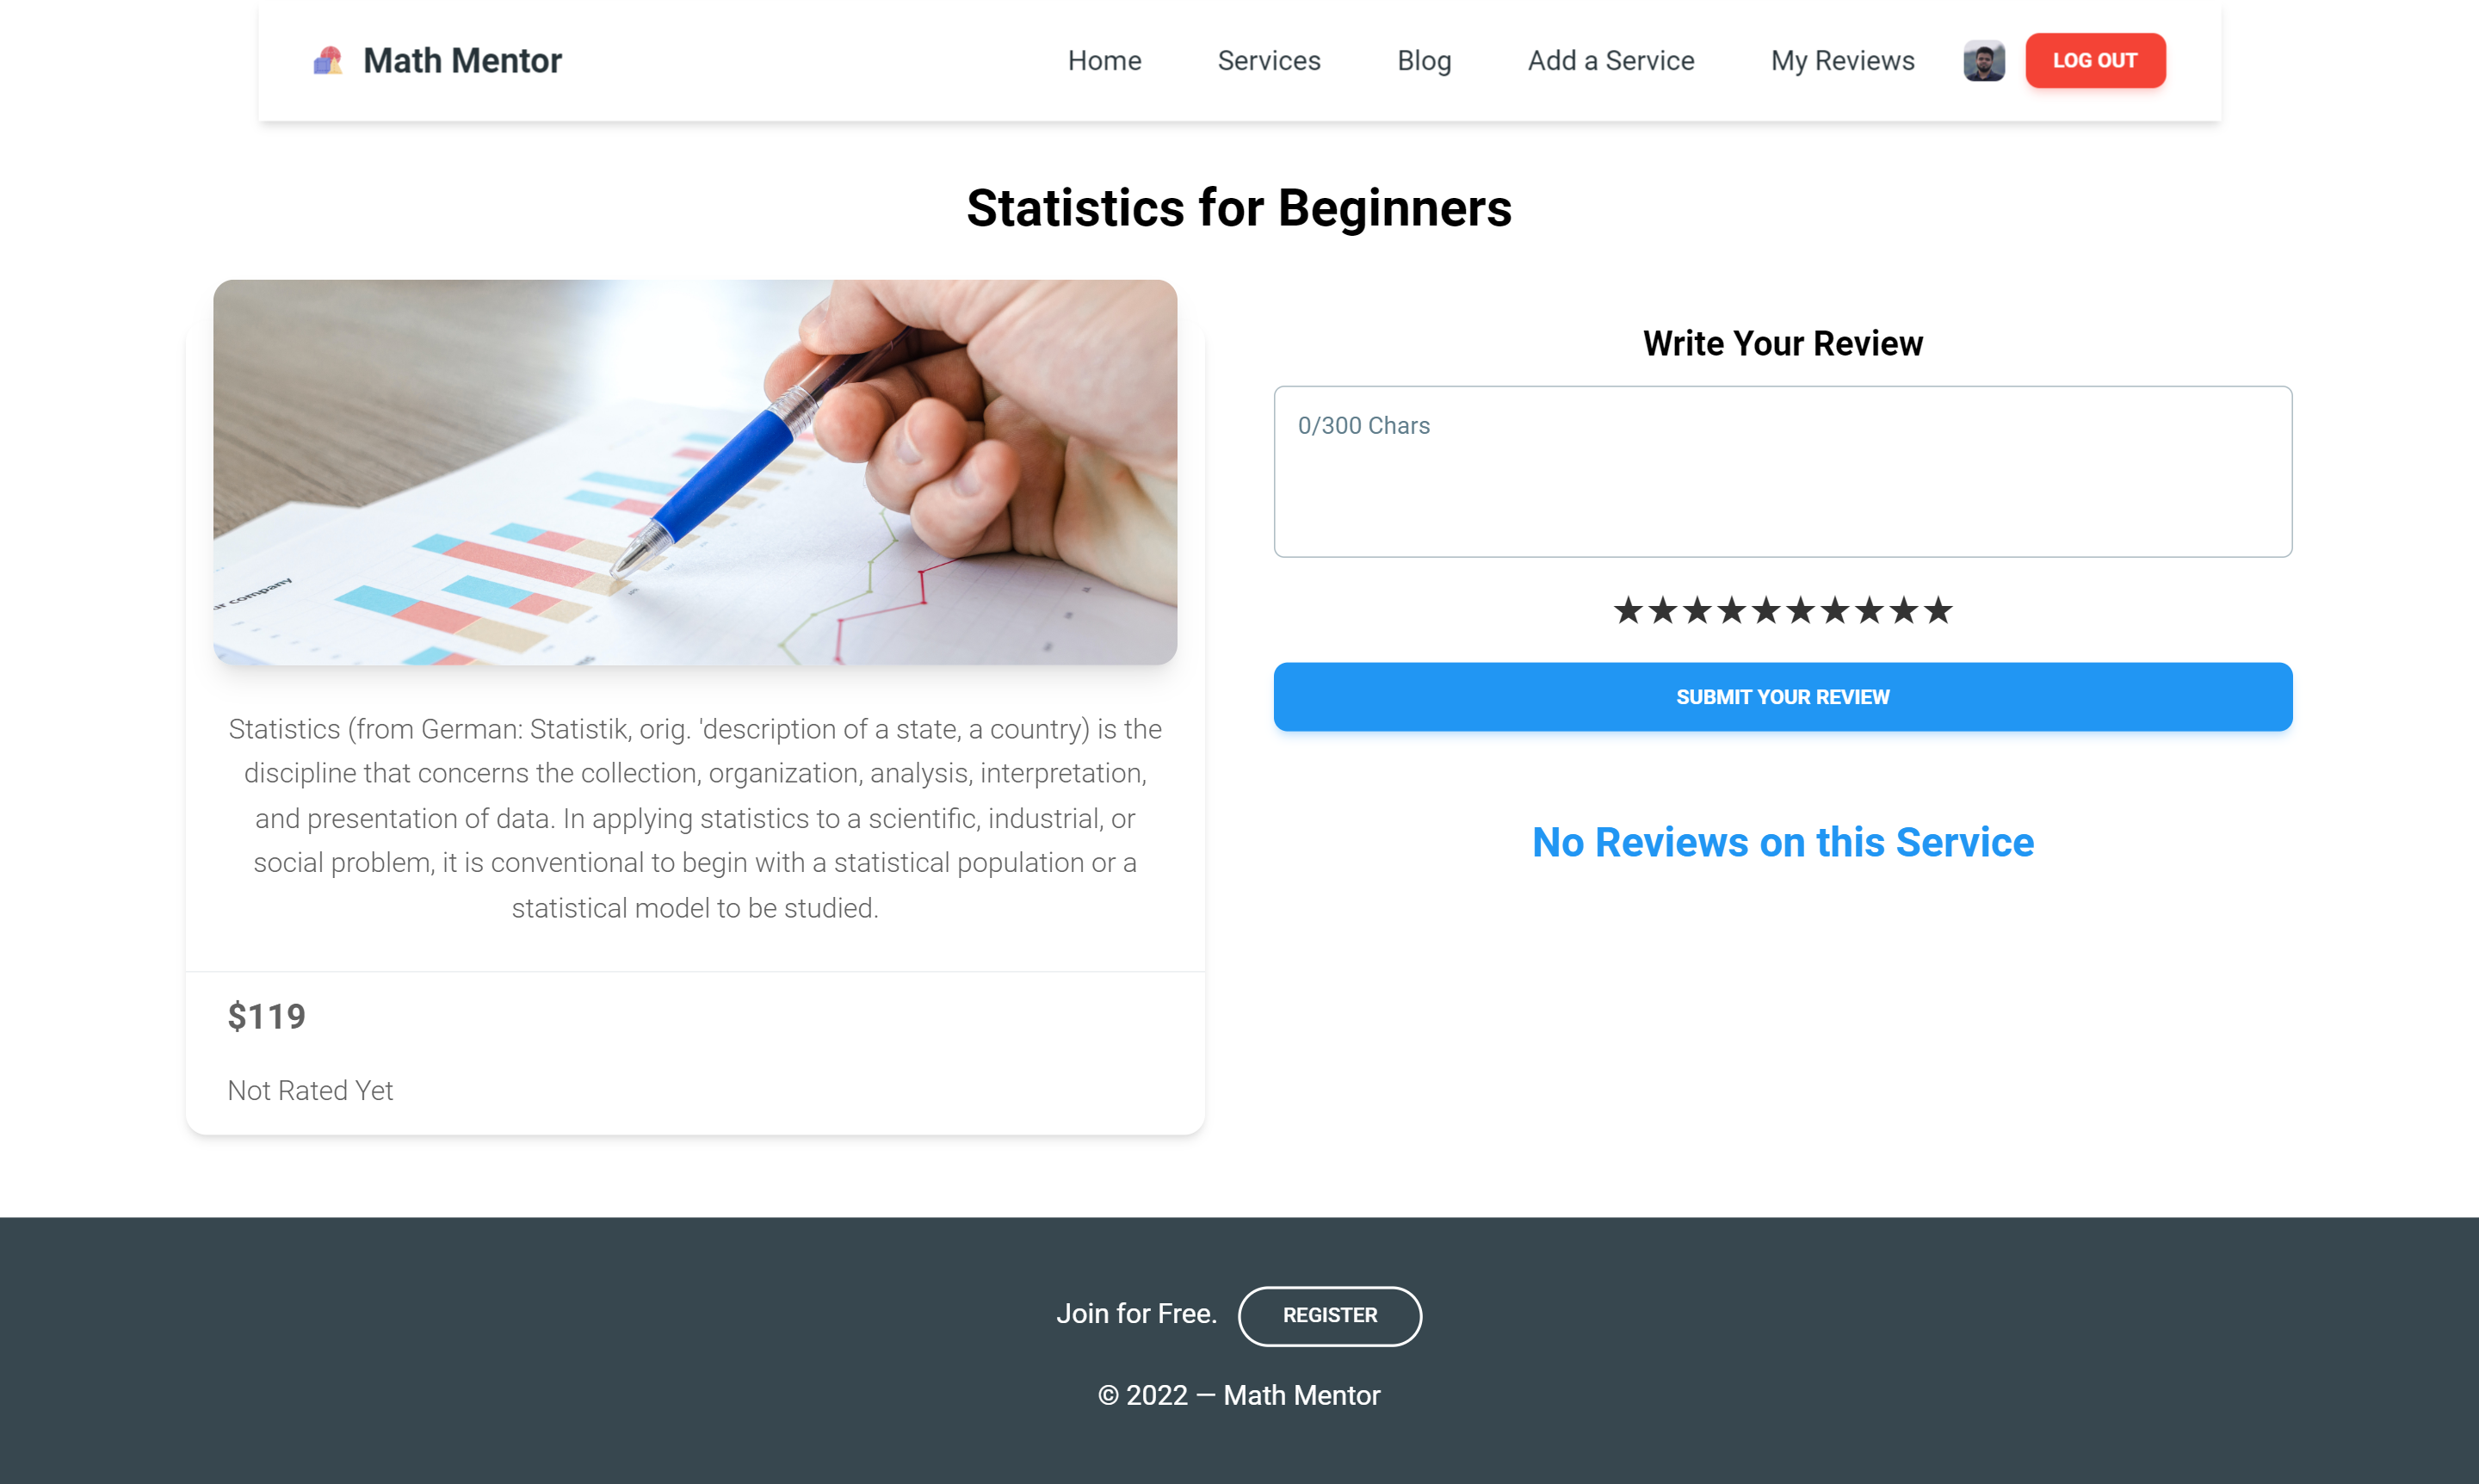 Math Mentor
Home
Services
Blog
Add a Service
My Reviews
LOG OUT
Statistics for Beginners
company
Statistics (from German: Statistik, orig. 'description of a state, a country) is the
discipline that concerns the collection, organization, analysis, interpretation,
and presentation of data. In applying statistics to a scientific, industrial, or
social problem, it is conventional to begin with a statistical population or a
statistical model to be studied.
$119
Not Rated Yet
Write Your Review
0/300 Chars
SUBMIT YOUR REVIEW
No Reviews on this Service
Join for Free.
REGISTER
© 2022 — Math Mentor